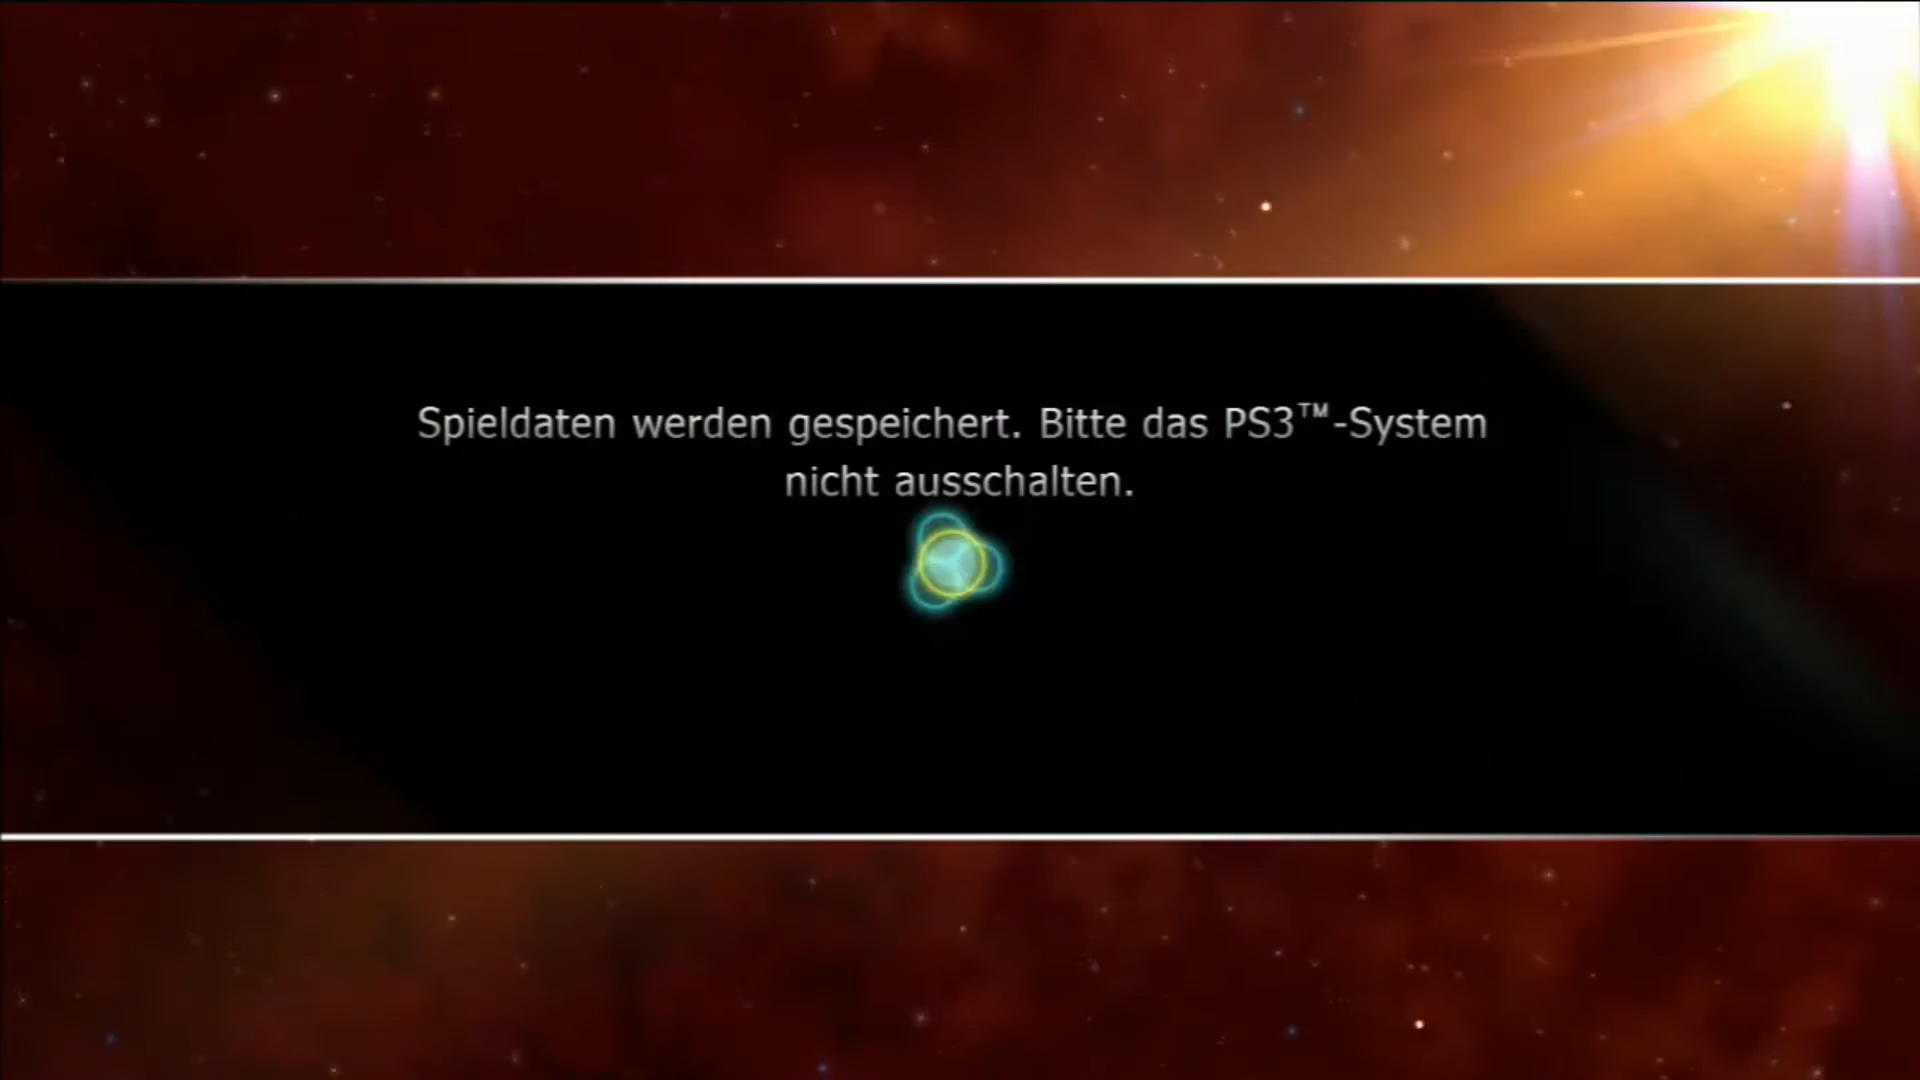 Spieldaten werden gespeichert. Bitte das PS3™-System
nicht ausschalten.